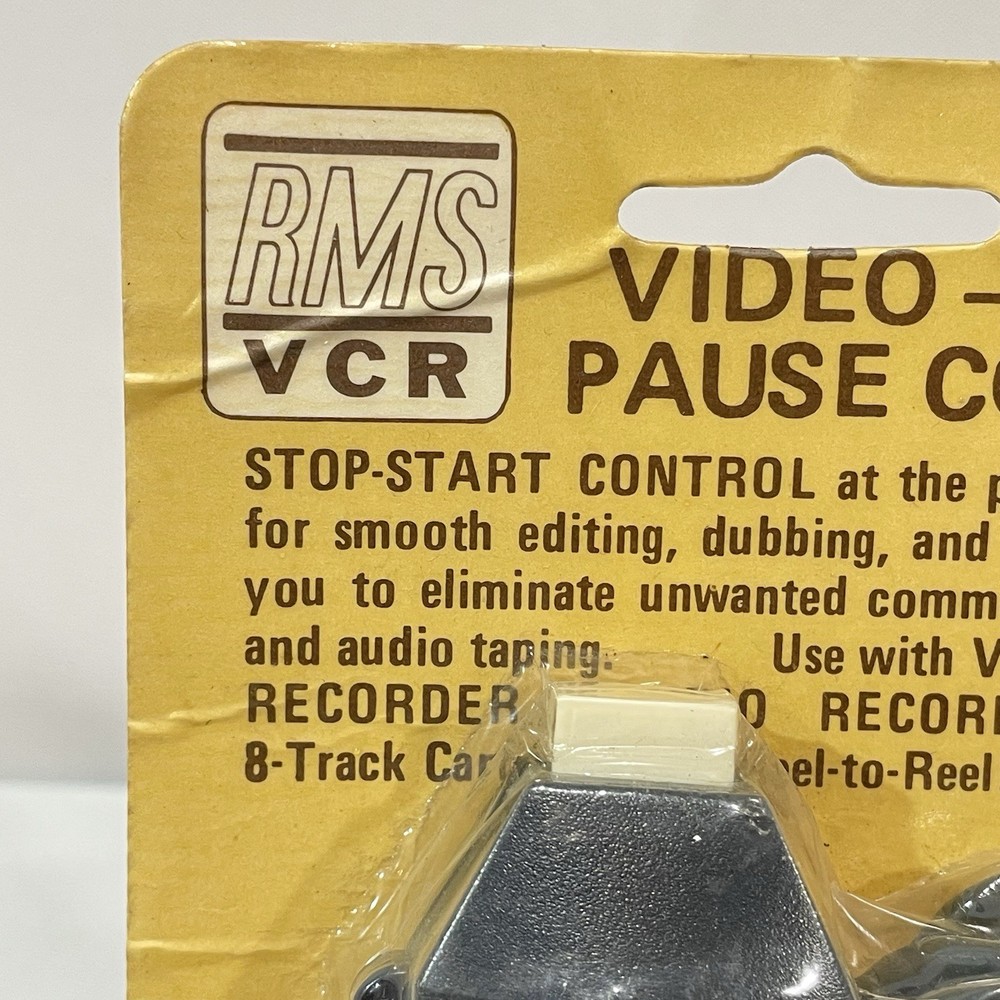 RMS
VCR
VIDEO –
PAUSE
STOP-START CONTROL at the
for smooth editing, dubbing, and
you to eliminate unwanted
and audio taping. Use with
RECORDER
8-Track